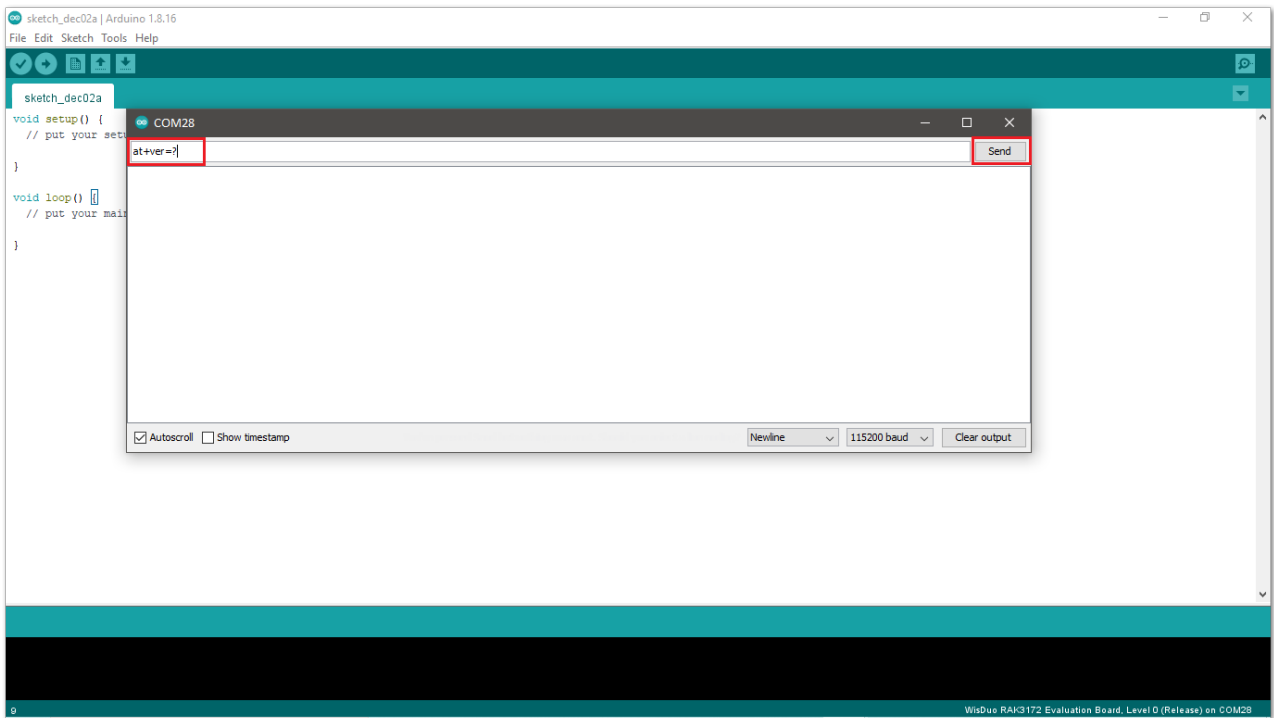 sketch_dec02a | Arduino 1.8.16
File Edit Sketch Tools Help
sketch_dec02a
void setup() {
// put your setu
}
void loop() {
// put your main
}
COM28
at+ver=?
Send
Autoscroll Show timestamp Newline 115200 baud Clear output
9 WisDuo RAK3172 Evaluation Board, Level 0 (Release) on COM28